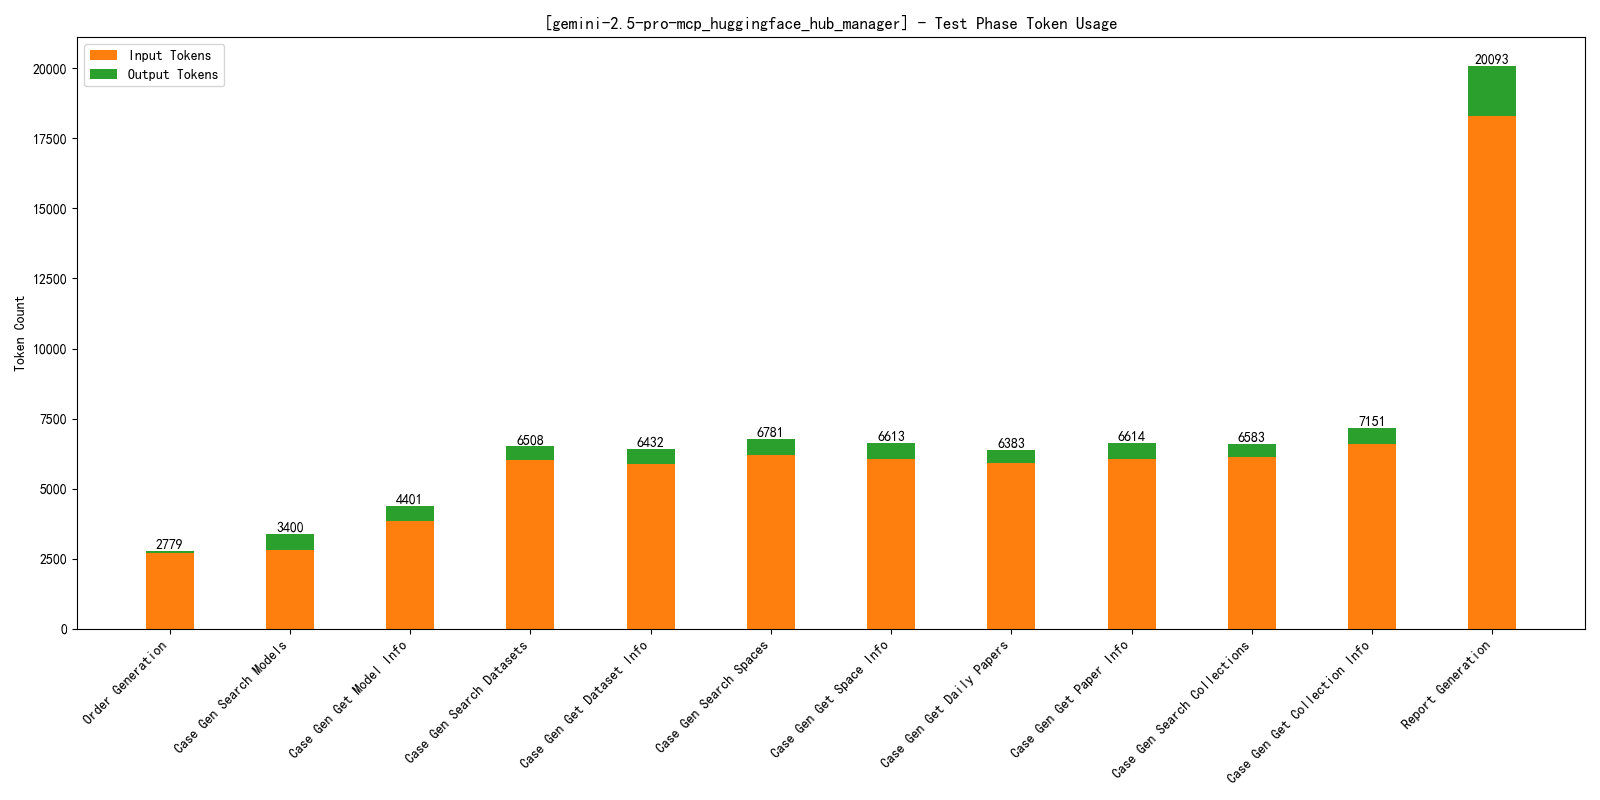 [gemini-2.5-pro-mcp_huggingface_hub_manager] - Test Phase Token Usage
Input Tokens
Output Tokens
Token Count
20000
17500
15000
12500
10000
7500
5000
2500
0
2779
3400
4401
6508
6432
6781
6613
6383
6614
6583
7151
20093
Order Generation
Case Gen Search Models
Case Gen Get Model Info
Case Gen Search Datasets
Case Gen Get Dataset Info
Case Gen Search Spaces
Case Gen Get Space Info
Case Gen Get Daily Papers
Case Gen Get Paper Info
Case Gen Search Collections
Case Gen Get Collection Info
Report Generation